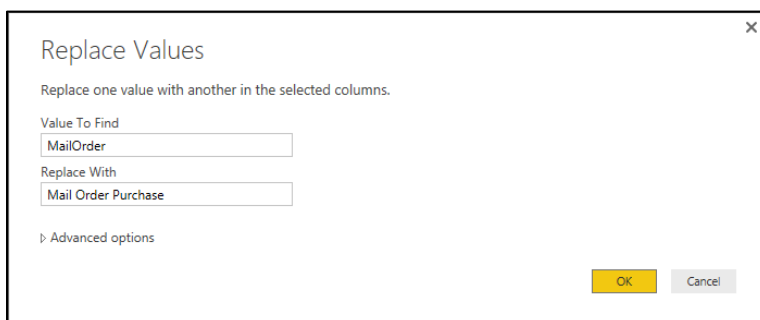 Replace Values
Replace one value with another in the selected columns.
Value To Find
MailOrder
Replace With
Mail Order Purchase
Advanced options
OK Cancel